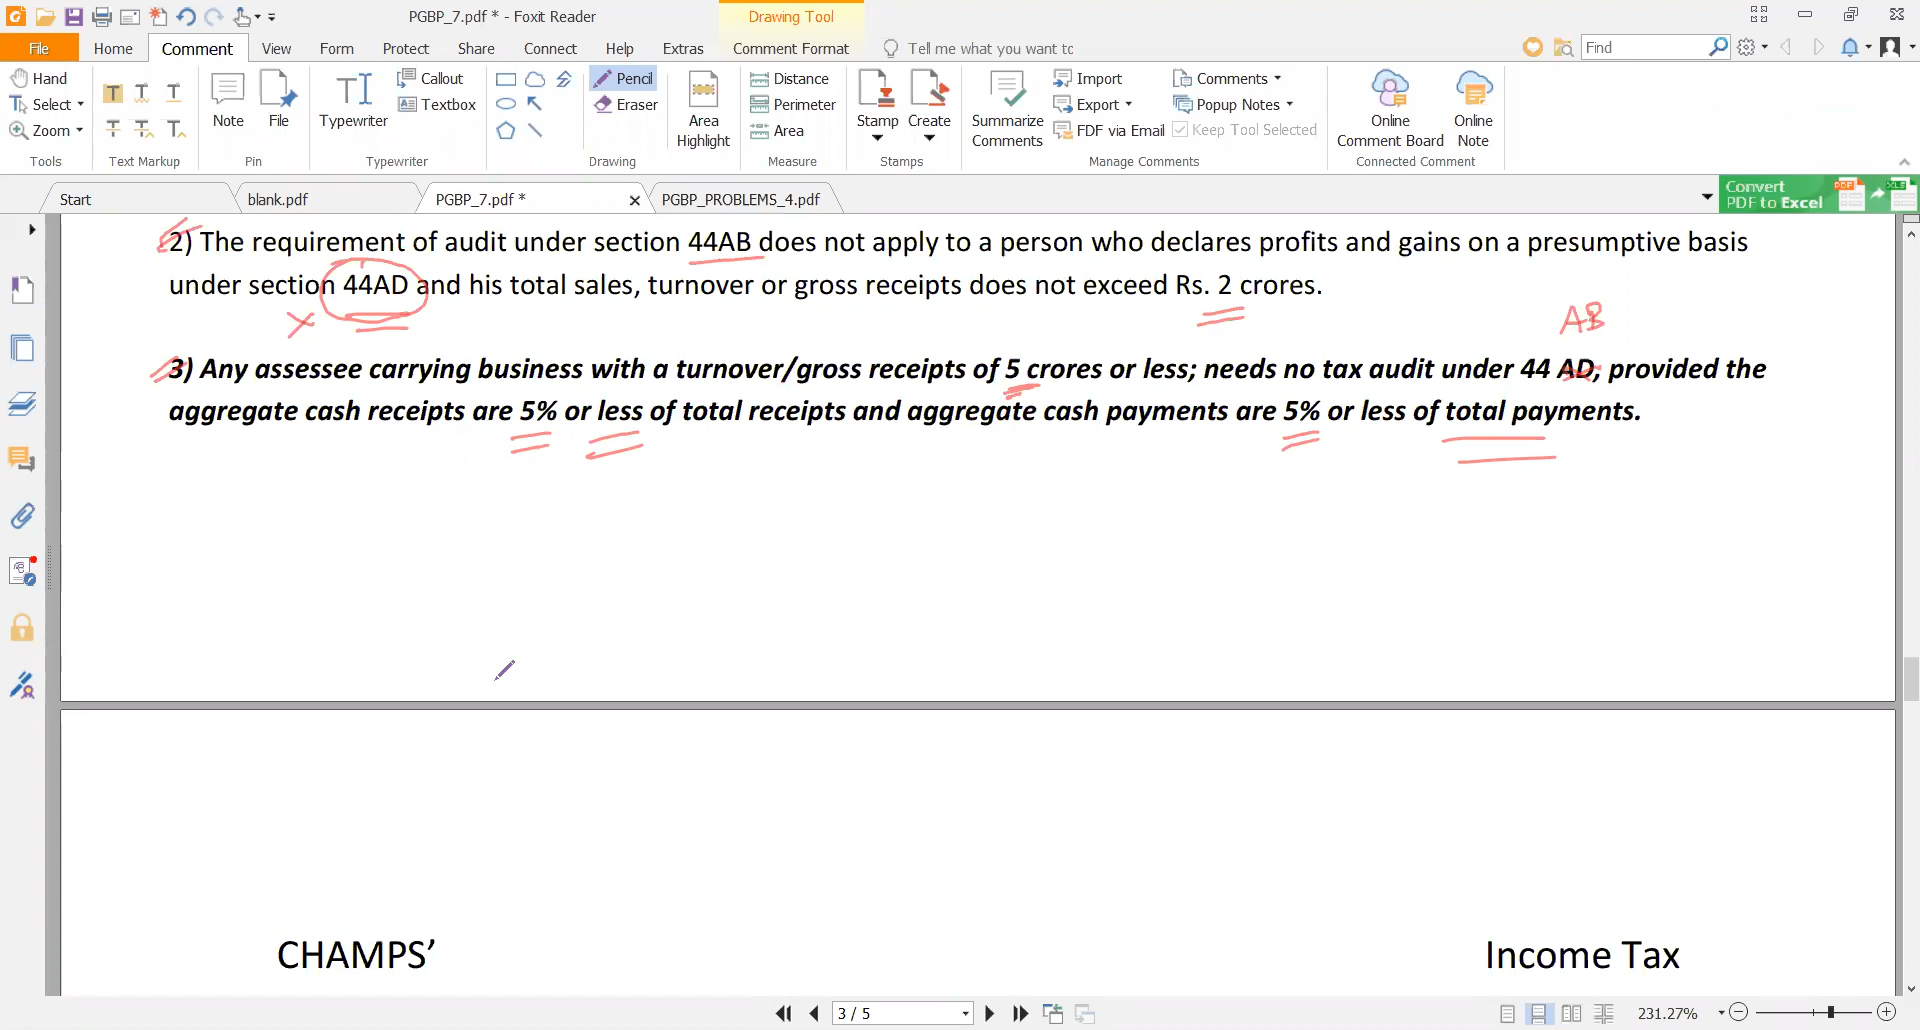 PGBP_7.pdf * - Foxit Reader
Drawing Tool
File Home Comment View Form Protect Share Connect Help Extras Comment Format Tell me what you want to Find
Hand
Select
Zoom
Tools
Text Markup
Note
File
Pin
Typewriter
Callout
Textbox
Typewriter
Pencil
Eraser
Drawing
Area
Highlight
Distance
Perimeter
Area
Measure
Stamp
Create
Stamps
Summarize
Comments
Import
Export
FDF via Email
Comments
Popup Notes
Keep Tool Selected
Manage Comments
Online
Comment Board
Online
Note
Connected Comment
Start blank.pdf PGBP_7.pdf * PGBP_PROBLEMS_4.pdf
Convert
PDF to Excel
2) The requirement of audit under section 44AB does not apply to a person who declares profits and gains on a presumptive basis
under section 44AD and his total sales, turnover or gross receipts does not exceed Rs. 2 crores.
AB
3) Any assessee carrying business with a turnover/gross receipts of 5 crores or less; needs no tax audit under 44 AD, provided the
aggregate cash receipts are 5% or less of total receipts and aggregate cash payments are 5% or less of total payments.
CHAMPS’ Income Tax
3 / 5 231.27%